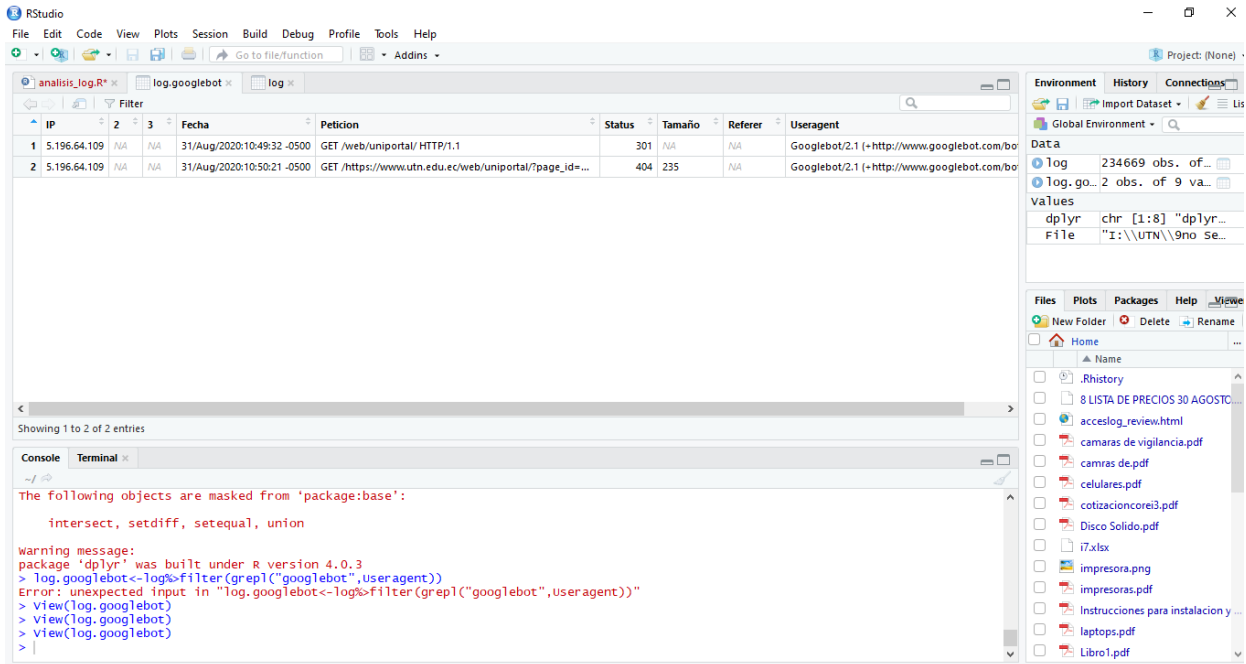 RStudio
File Edit Code View Plots Session Build Debug Profile Tools Help
Go to file/function Addins Project: (None)
analisis_log.R* log.googlebot log
Filter
IP 2 3 Fecha Peticion Status Tamaño Referer Useragent
1 5.196.64.109 NA NA 31/Aug/2020:10:49:32 -0500 GET /web/uniportal/ HTTP/1.1 301 NA NA Googlebot/2.1 (+http://www.googlebot.com/bo
2 5.196.64.109 NA NA 31/Aug/2020:10:50:21 -0500 GET /https://www.utn.edu.ec/web/uniportal/?page_id=... 404 235 NA Googlebot/2.1 (+http://www.googlebot.com/bo
Showing 1 to 2 of 2 entries
Console Terminal
~/
The following objects are masked from ‘package:base’:
intersect, setdiff, setequal, union
Warning message:
package ‘dplyr’ was built under R version 4.0.3
> log.googlebot<-log%>filter(grepl("googlebot",Useragent))
Error: unexpected input in "log.googlebot<-log%>filter(grepl("googlebot",Useragent))"
> View(log.googlebot)
> View(log.googlebot)
> View(log.googlebot)
>
Environment History Connections
Import Dataset Lis
Global Environment
Data
log 234669 obs. of…
log.go… 2 obs. of 9 va…
Values
dplyr chr [1:8] "dplyr…
File "I:\\UTN\\9no Se…
Files Plots Packages Help Viewe
New Folder Delete Rename
Home ...
Name
.Rhistory
8 LISTA DE PRECIOS 30 AGOSTO....
acceslog_review.html
camaras de vigilancia.pdf
camras de.pdf
celulares.pdf
cotizacioncorei3.pdf
Disco Solido.pdf
i7.xlsx
impresora.png
impresoras.pdf
Instrucciones para instalacion y ...
laptops.pdf
Libro1.pdf